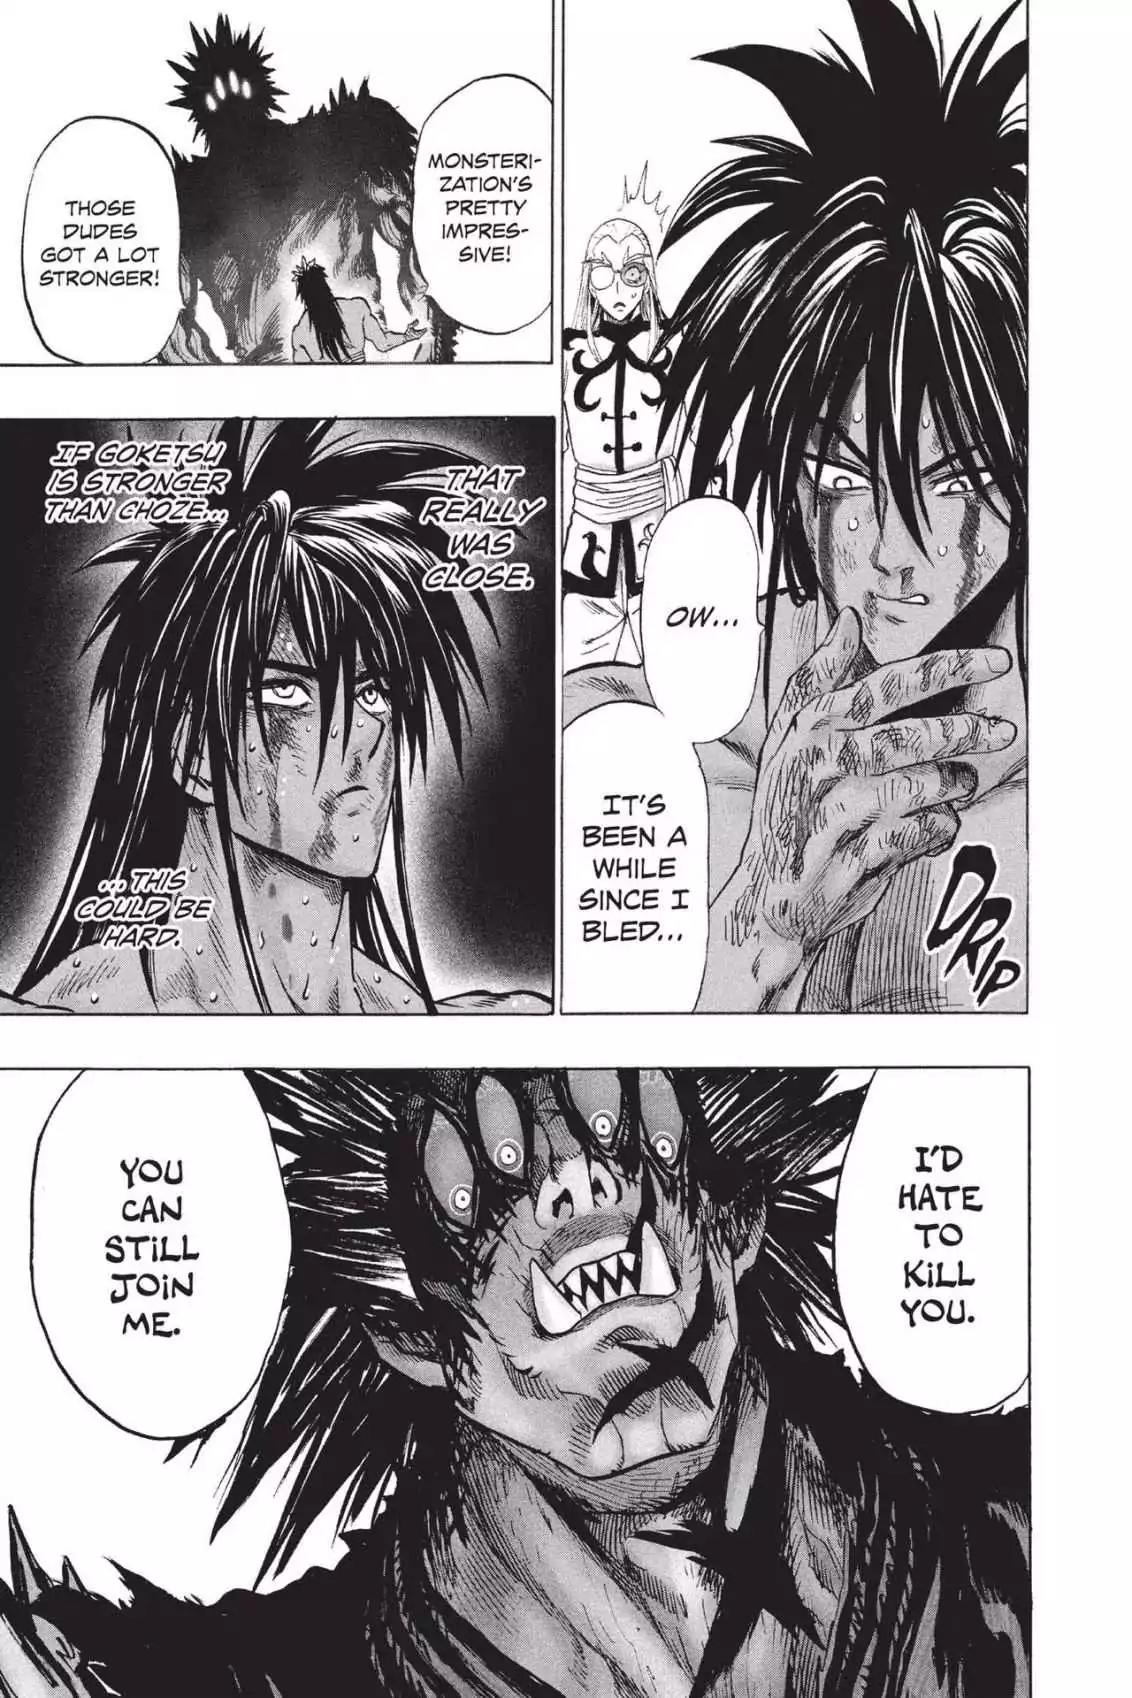 OW...
IT'S
BEEN A
WHILE
SINCE I
BLED...
DRIP
MONSTERI-
ZATION'S
PRETTY
IMPRES-
SIVE!
THOSE
DUDES
GOT A LOT
STRONGER!
THAT
REALLY
WAS
CLOSE.
IF GOKETSU
IS STRONGER
THAN CHOZE...
...THIS
COULD BE
HARD.
I'D
HATE
TO
KILL
YOU.
YOU
CAN
STILL
JOIN
ME.